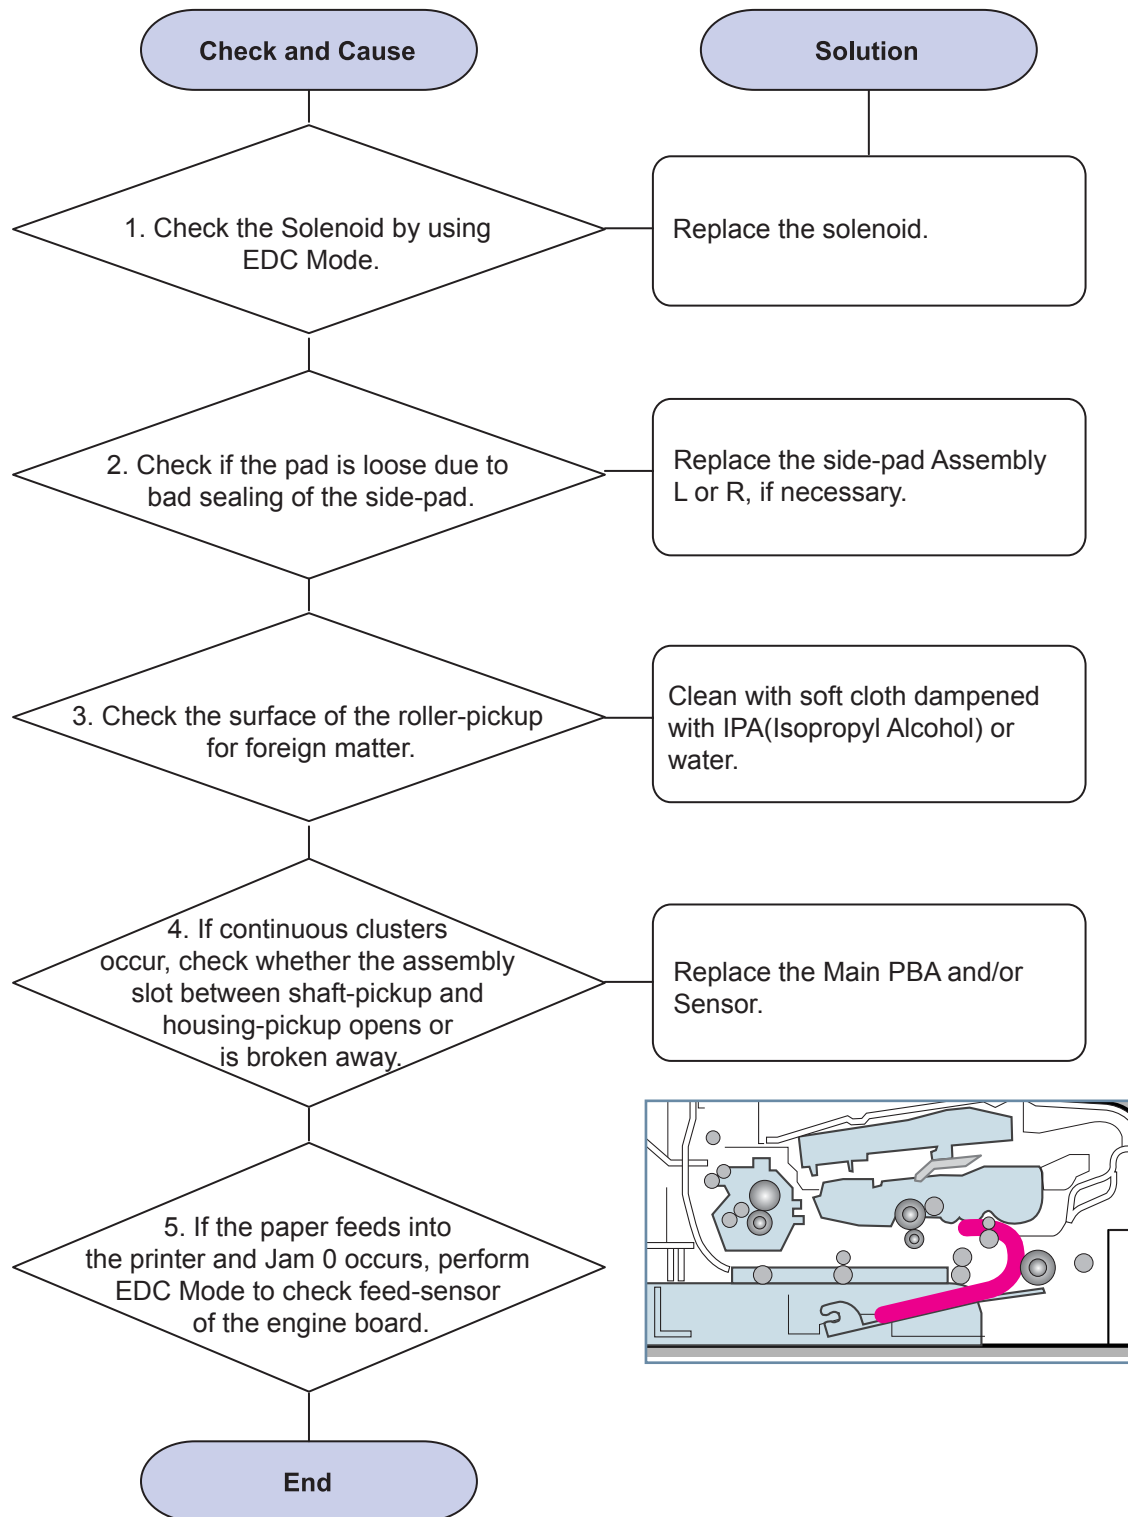 Check and Cause
Solution
1. Check the Solenoid by using
EDC Mode.
Replace the solenoid.
2. Check if the pad is loose due to
bad sealing of the side-pad.
Replace the side-pad Assembly
L or R, if necessary.
3. Check the surface of the roller-pickup
for foreign matter.
Clean with soft cloth dampened
with IPA(Isopropyl Alcohol) or
water.
4. If continuous clusters
occur, check whether the assembly
slot between shaft-pickup and
housing-pickup opens or
is broken away.
Replace the Main PBA and/or
Sensor.
5. If the paper feeds into
the printer and Jam 0 occurs, perform
EDC Mode to check feed-sensor
of the engine board.
End